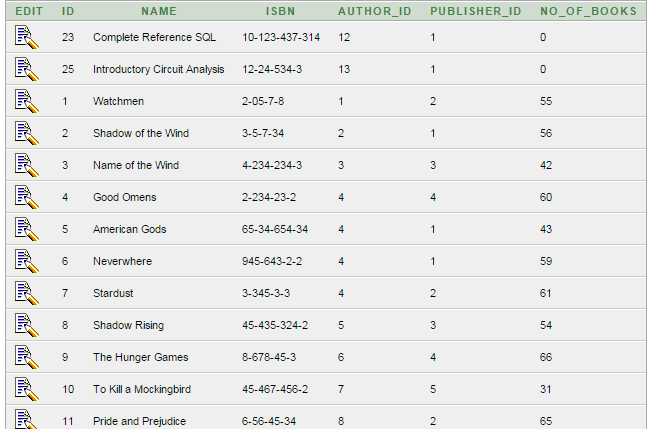 EDIT ID NAME ISBN AUTHOR_ID PUBLISHER_ID NO_OF_BOOKS
23 Complete Reference SQL 10-123-437-314 12 1 0
25 Introductory Circuit Analysis 12-24-534-3 13 1 0
1 Watchmen 2-05-7-8 1 2 55
2 Shadow of the Wind 3-5-7-34 2 1 56
3 Name of the Wind 4-234-234-3 3 3 42
4 Good Omens 2-234-23-2 4 4 60
5 American Gods 65-34-654-34 4 1 43
6 Neverwhere 945-643-2-2 4 1 59
7 Stardust 3-345-3-3 4 2 61
8 Shadow Rising 45-435-324-2 5 3 54
9 The Hunger Games 8-678-45-3 6 4 66
10 To Kill a Mockingbird 45-467-456-2 7 5 31
11 Pride and Prejudice 6-56-45-34 8 2 65